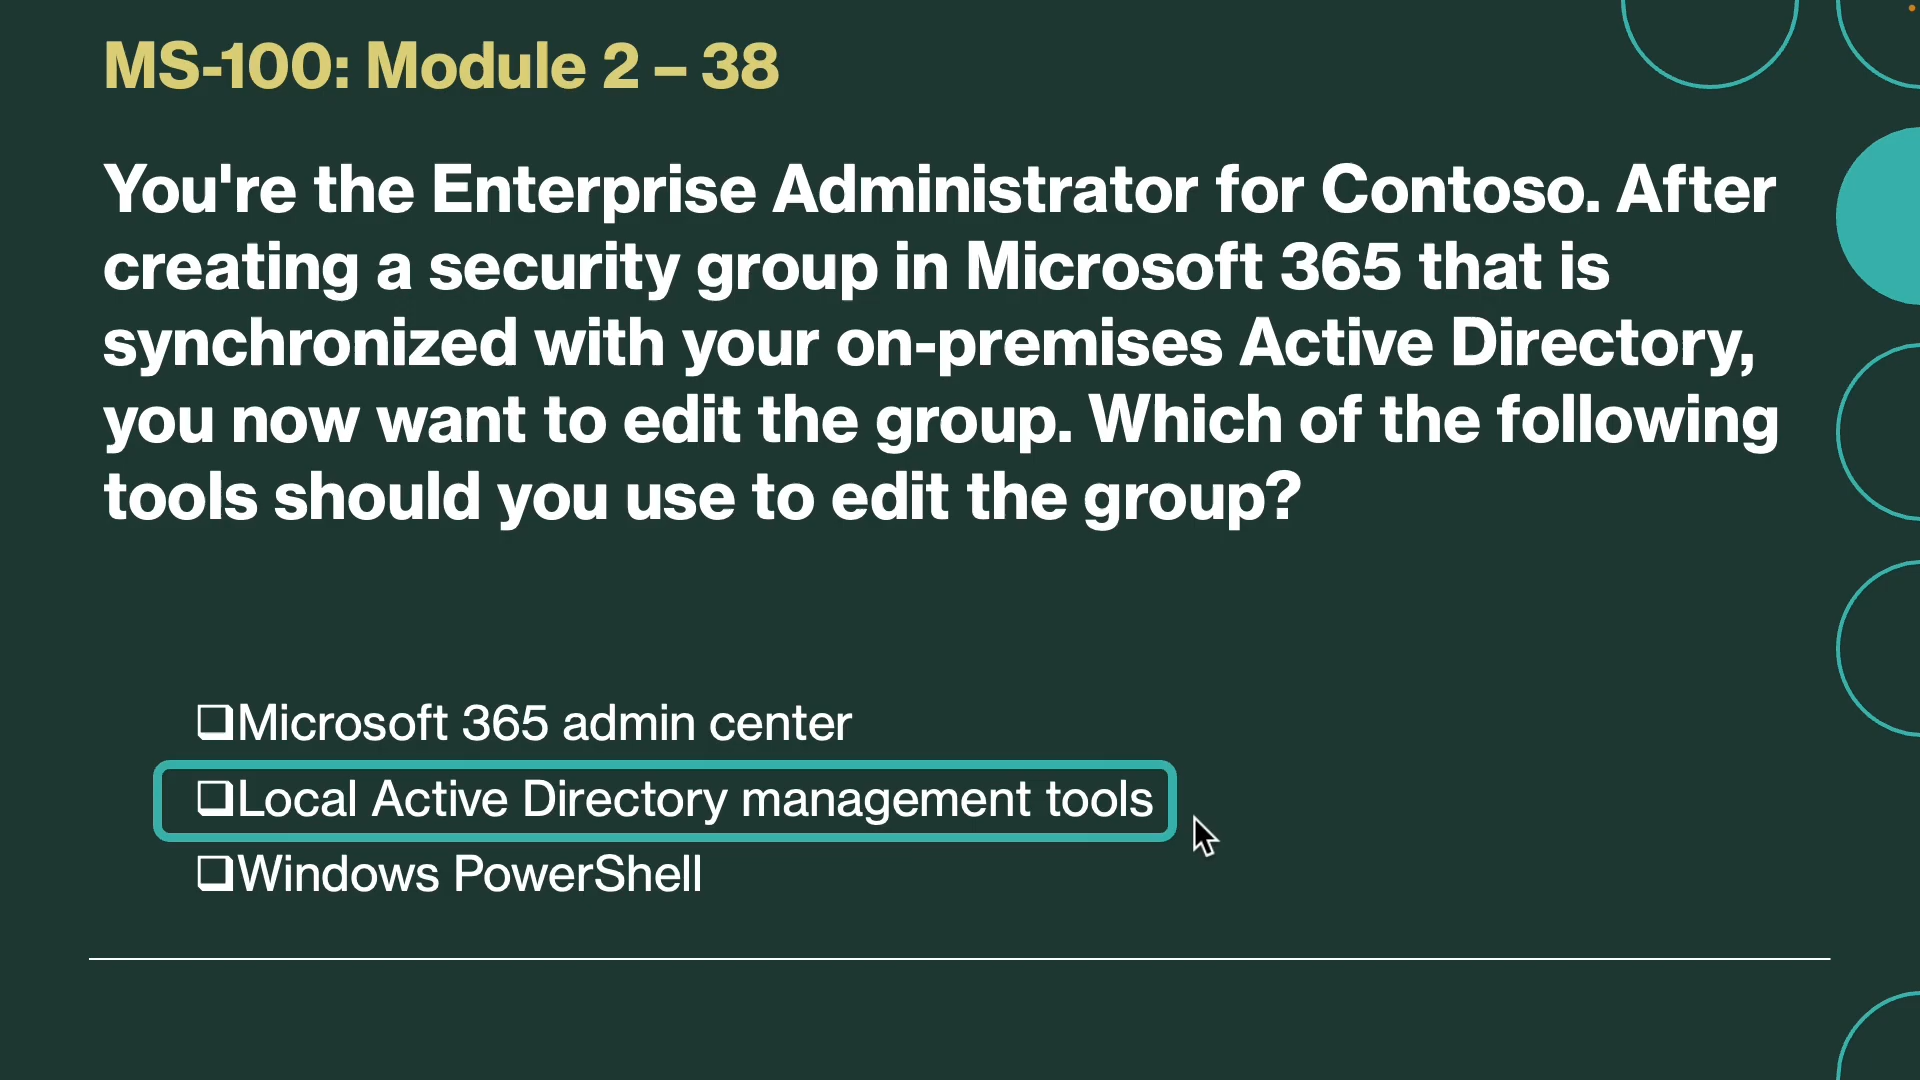 MS-100: Module 2 – 38
You're the Enterprise Administrator for Contoso. After
creating a security group in Microsoft 365 that is
synchronized with your on-premises Active Directory,
you now want to edit the group. Which of the following
tools should you use to edit the group?
❑Microsoft 365 admin center
❑Local Active Directory management tools
❑Windows PowerShell